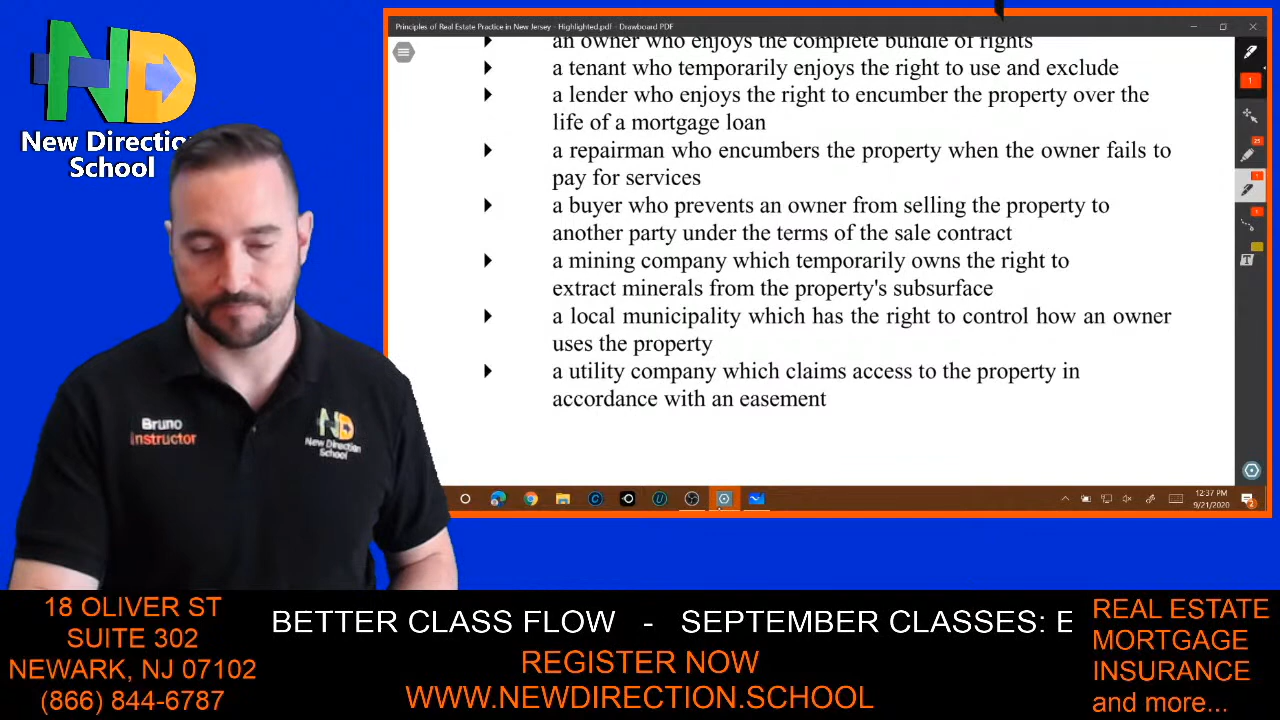 ND
New Directio
School
Principles of Real Estate Practice in New Jersey - Highlighted.pdf - Drawboard PDF
an owner who enjoys the complete bundle of rights
a tenant who temporarily enjoys the right to use and exclude
a lender who enjoys the right to encumber the property over the
life of a mortgage loan
a repairman who encumbers the property when the owner fails to
pay for services
a buyer who prevents an owner from selling the property to
another party under the terms of the sale contract
a mining company which temporarily owns the right to
extract minerals from the property's subsurface
a local municipality which has the right to control how an owner
uses the property
a utility company which claims access to the property in
accordance with an easement
12:37 PM
9/21/2020
Bruno
instructor
ND
New Direction
School
18 OLIVER ST
SUITE 302
NEWARK, NJ 07102
(866) 844-6787
BETTER CLASS FLOW - SEPTEMBER CLASSES: E
REGISTER NOW
WWW.NEWDIRECTION.SCHOOL
REAL ESTATE
MORTGAGE
INSURANCE
and more...